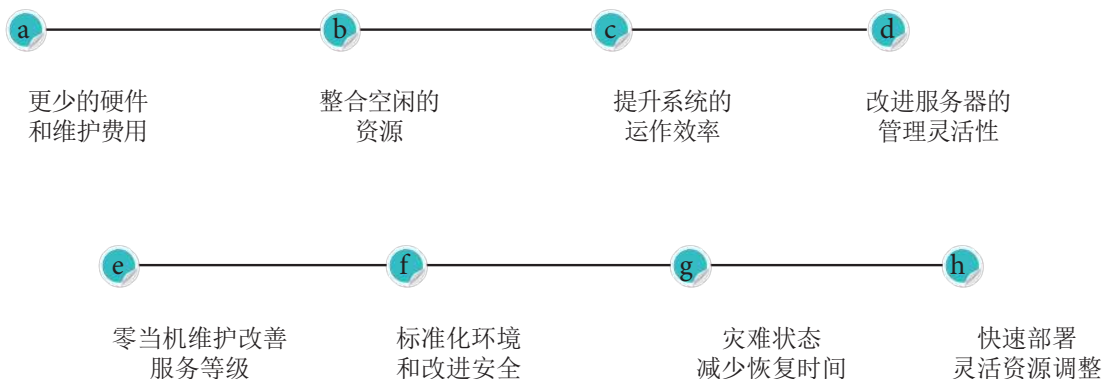 a b c d
更少的硬件 整合空闲的 提升系统的 改进服务器的
和维护费用 资源 运作效率 管理灵活性
e f g h
零当机维护改善 标准化环境 灾难状态 快速部署
服务等级 和改进安全 减少恢复时间 灵活资源调整